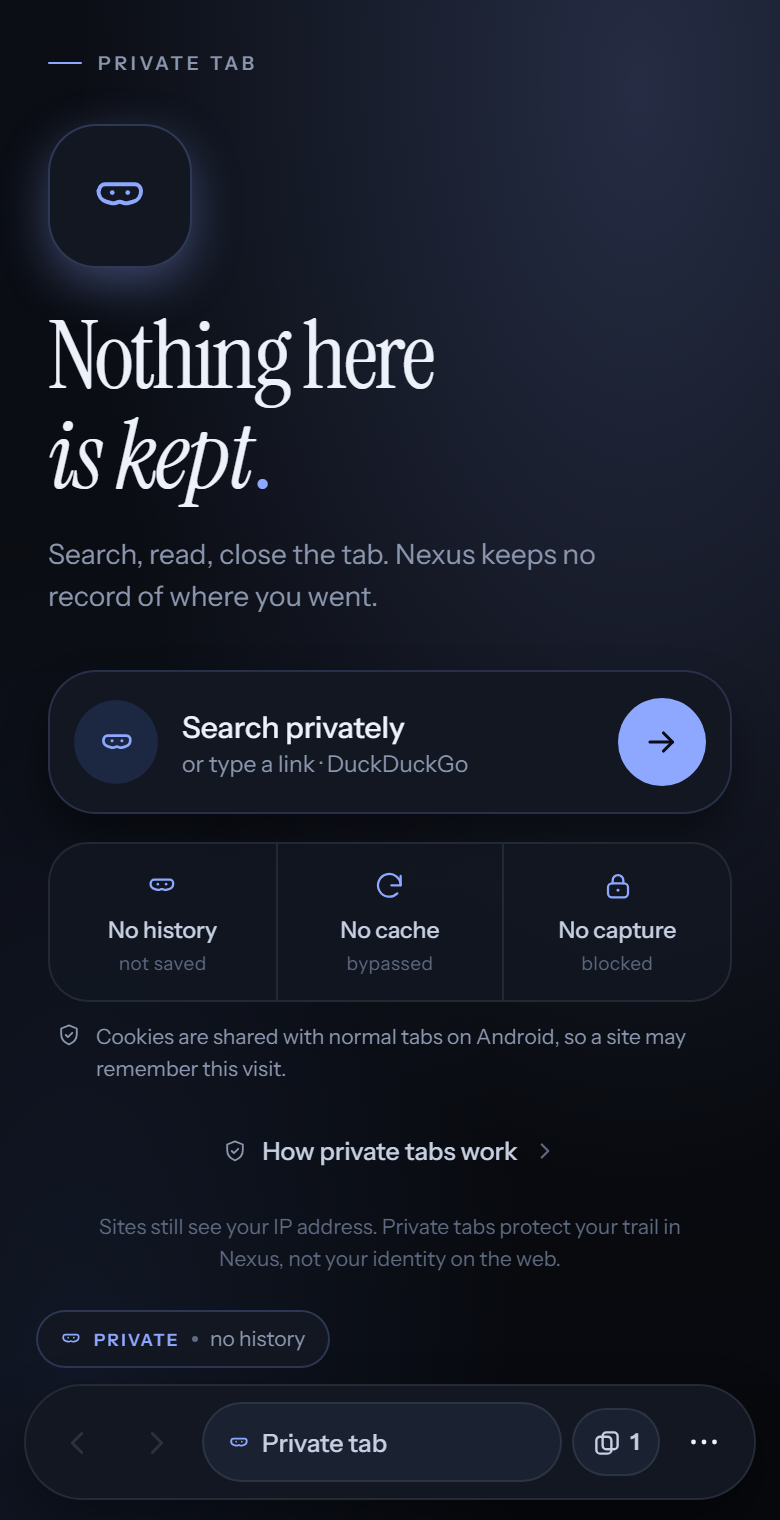 PRIVATE TAB
Nothing here
is kept.
Search, read, close the tab. Nexus keeps no
record of where you went.
Search privately
or type a link · DuckDuckGo
No history
not saved
No cache
bypassed
No capture
blocked
Cookies are shared with normal tabs on Android, so a site may
remember this visit.
How private tabs work
Sites still see your IP address. Private tabs protect your trail in
Nexus, not your identity on the web.
PRIVATE • no history
Private tab
1